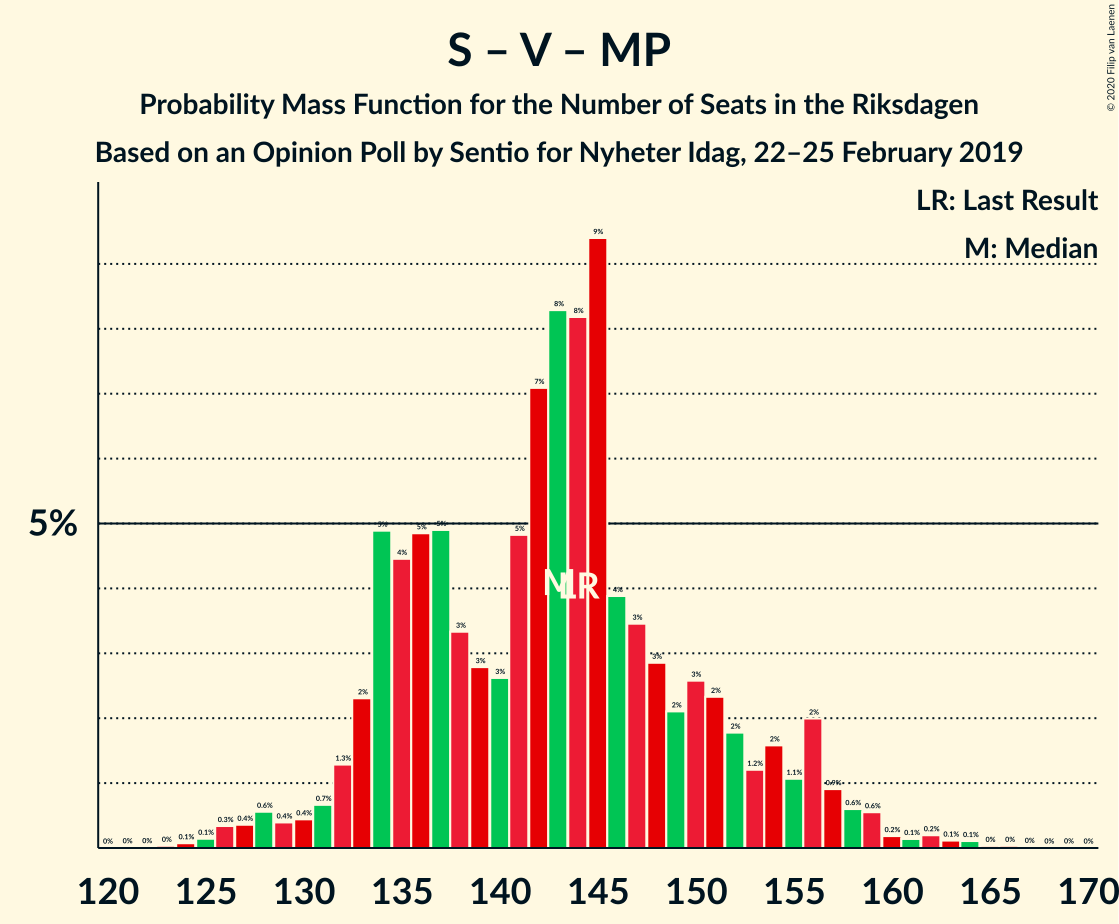 S – V – MP
Probability Mass Function for the Number of Seats in the Riksdagen
Based on an Opinion Poll by Sentio for Nyheter Idag, 22–25 February 2019
© 2020 Filip van Laenen
LR: Last Result
M: Median
5%
0% 0% 0% 0% 0.1% 0.1% 0.3% 0.4% 0.6% 0.4% 0.4% 0.7% 1.3% 2% 5% 4% 5% 5% 3% 3% 3% 5% 7% 8% 8% 9% 4% 3% 3% 2% 3% 2% 2% 1.2% 2% 1.1% 2% 0.9% 0.6% 0.6% 0.2% 0.1% 0.2% 0.1% 0.1% 0% 0% 0% 0% 0% 0%
M LR
120 125 130 135 140 145 150 155 160 165 170